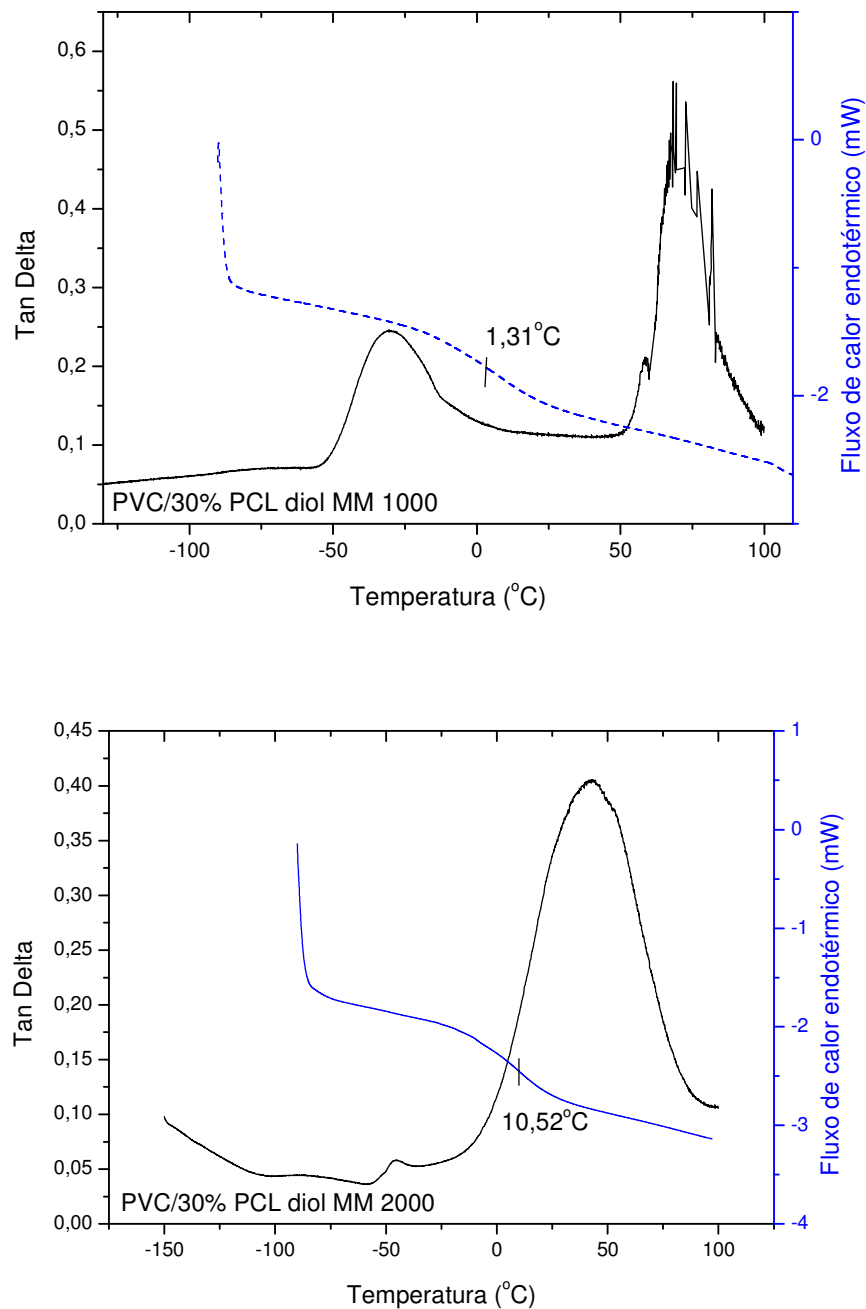 0,6
0,5
0,4
0,3
0,2
0,1
0,0
Tan Delta
0
-2
Fluxo de calor endotérmico (mW)
1,31°C
PVC/30% PCL diol MM 1000
-100 -50 0 50 100
Temperatura (°C)
0,45
0,40
0,35
0,30
0,25
0,20
0,15
0,10
0,05
0,00
Tan Delta
1
0
-1
-2
-3
-4
Fluxo de calor endotérmico (mW)
10,52°C
PVC/30% PCL diol MM 2000
-150 -100 -50 0 50 100
Temperatura (°C)